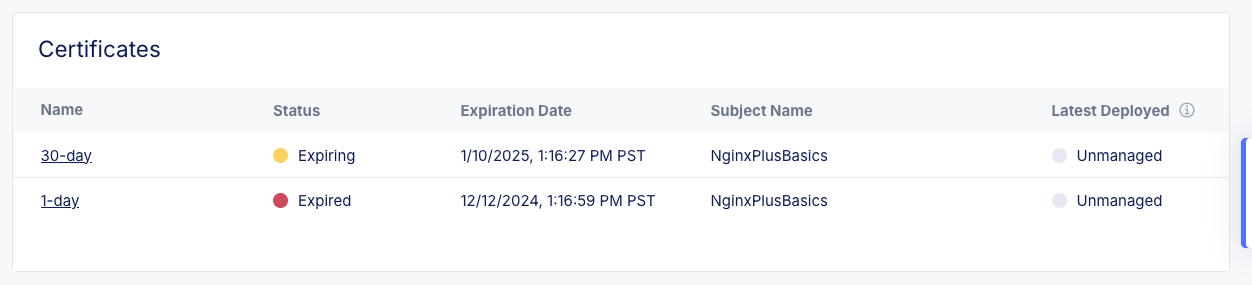 Certificates
Name Status Expiration Date Subject Name Latest Deployed
30-day Expiring 1/10/2025, 1:16:27 PM PST NginxPlusBasics Unmanaged
1-day Expired 12/12/2024, 1:16:59 PM PST NginxPlusBasics Unmanaged